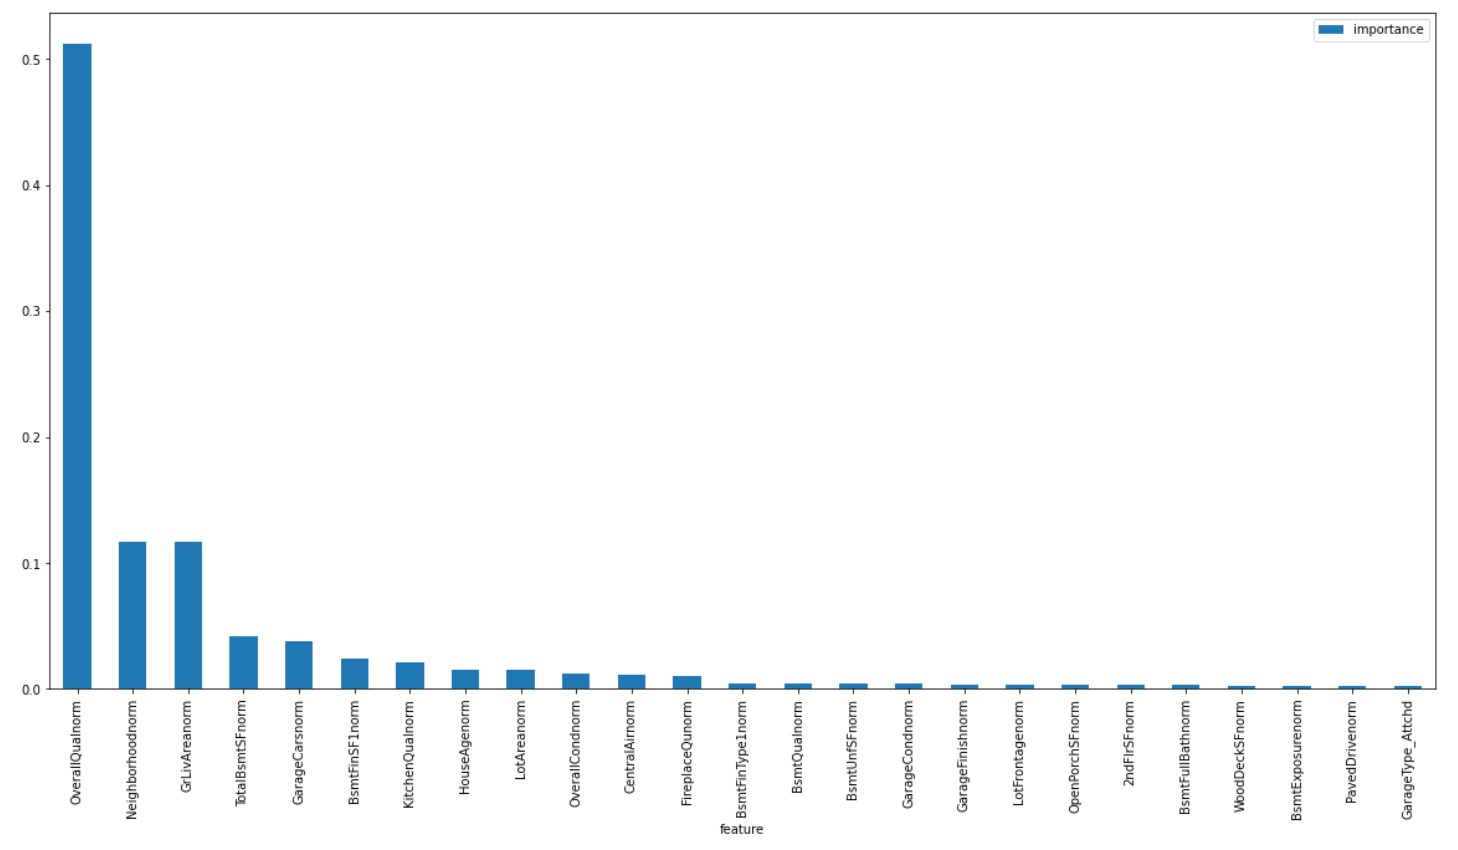 importance
0.5
0.4
0.3
0.2
0.1
0.0
OverallQualnorm
Neighborhoodnorm
GrLivAreanorm
TotalBsmtSFnorm
GarageCarsnorm
BsmtFinSF1norm
KitchenQualnorm
HouseAgenorm
LotAreanorm
OverallCondnorm
CentralAirnorm
FireplaceQunorm
BsmtFinType1norm
BsmtQualnorm
BsmtUnfSFnorm
GarageCondnorm
GarageFinishnorm
LotFrontagenorm
OpenPorchSFnorm
2ndFlrSFnorm
BsmtFullBathnorm
WoodDeckSFnorm
BsmtExposurenorm
PavedDrivenorm
GarageType_Attchd
feature